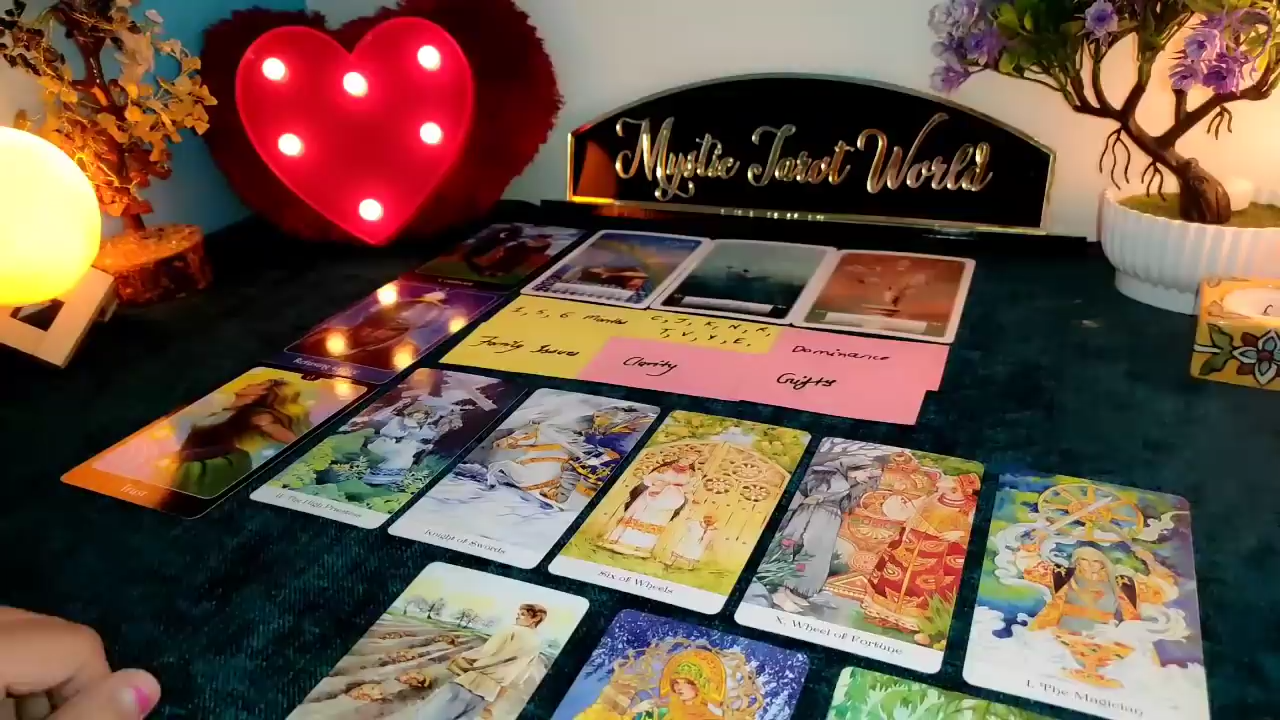 Mystic Tarot World
1, 5, 6 Months
Family Issues
Clarity
Dominance
Gifts
Trust
II. The High Priestess
Knight of Swords
Six of Wheels
X. Wheel of Fortune
I. The Magician